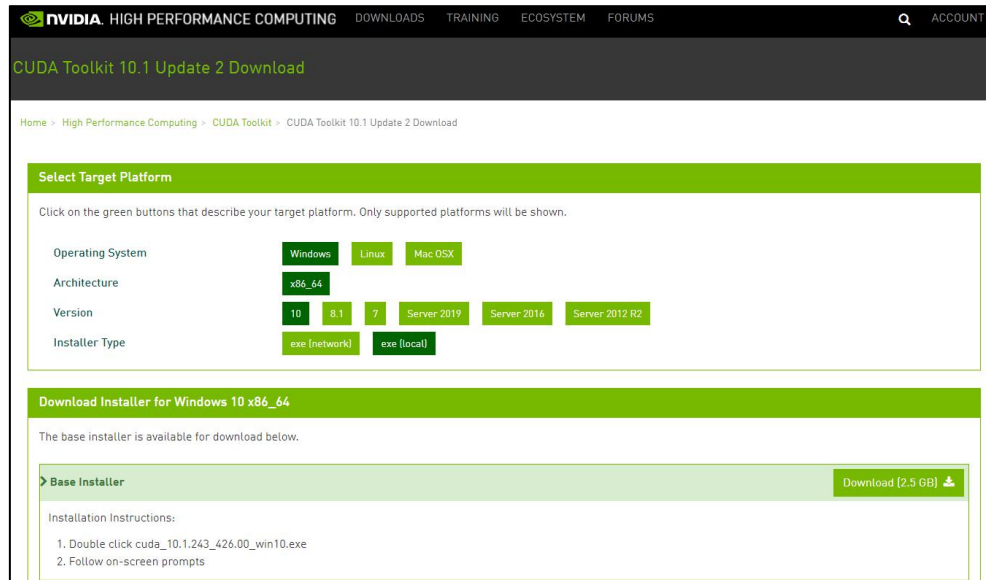 NVIDIA. HIGH PERFORMANCE COMPUTING DOWNLOADS TRAINING ECOSYSTEM FORUMS ACCOUNT
CUDA Toolkit 10.1 Update 2 Download
Home > High Performance Computing > CUDA Toolkit > CUDA Toolkit 10.1 Update 2 Download
Select Target Platform
Click on the green buttons that describe your target platform. Only supported platforms will be shown.
Operating System Windows Linux Mac OSX
Architecture x86_64
Version 10 8.1 7 Server 2019 Server 2016 Server 2012 R2
Installer Type exe (network) exe (local)
Download Installer for Windows 10 x86_64
The base installer is available for download below.
> Base Installer Download (2.5 GB)
Installation Instructions:
1. Double click cuda_10.1.243_426.00_win10.exe
2. Follow on-screen prompts